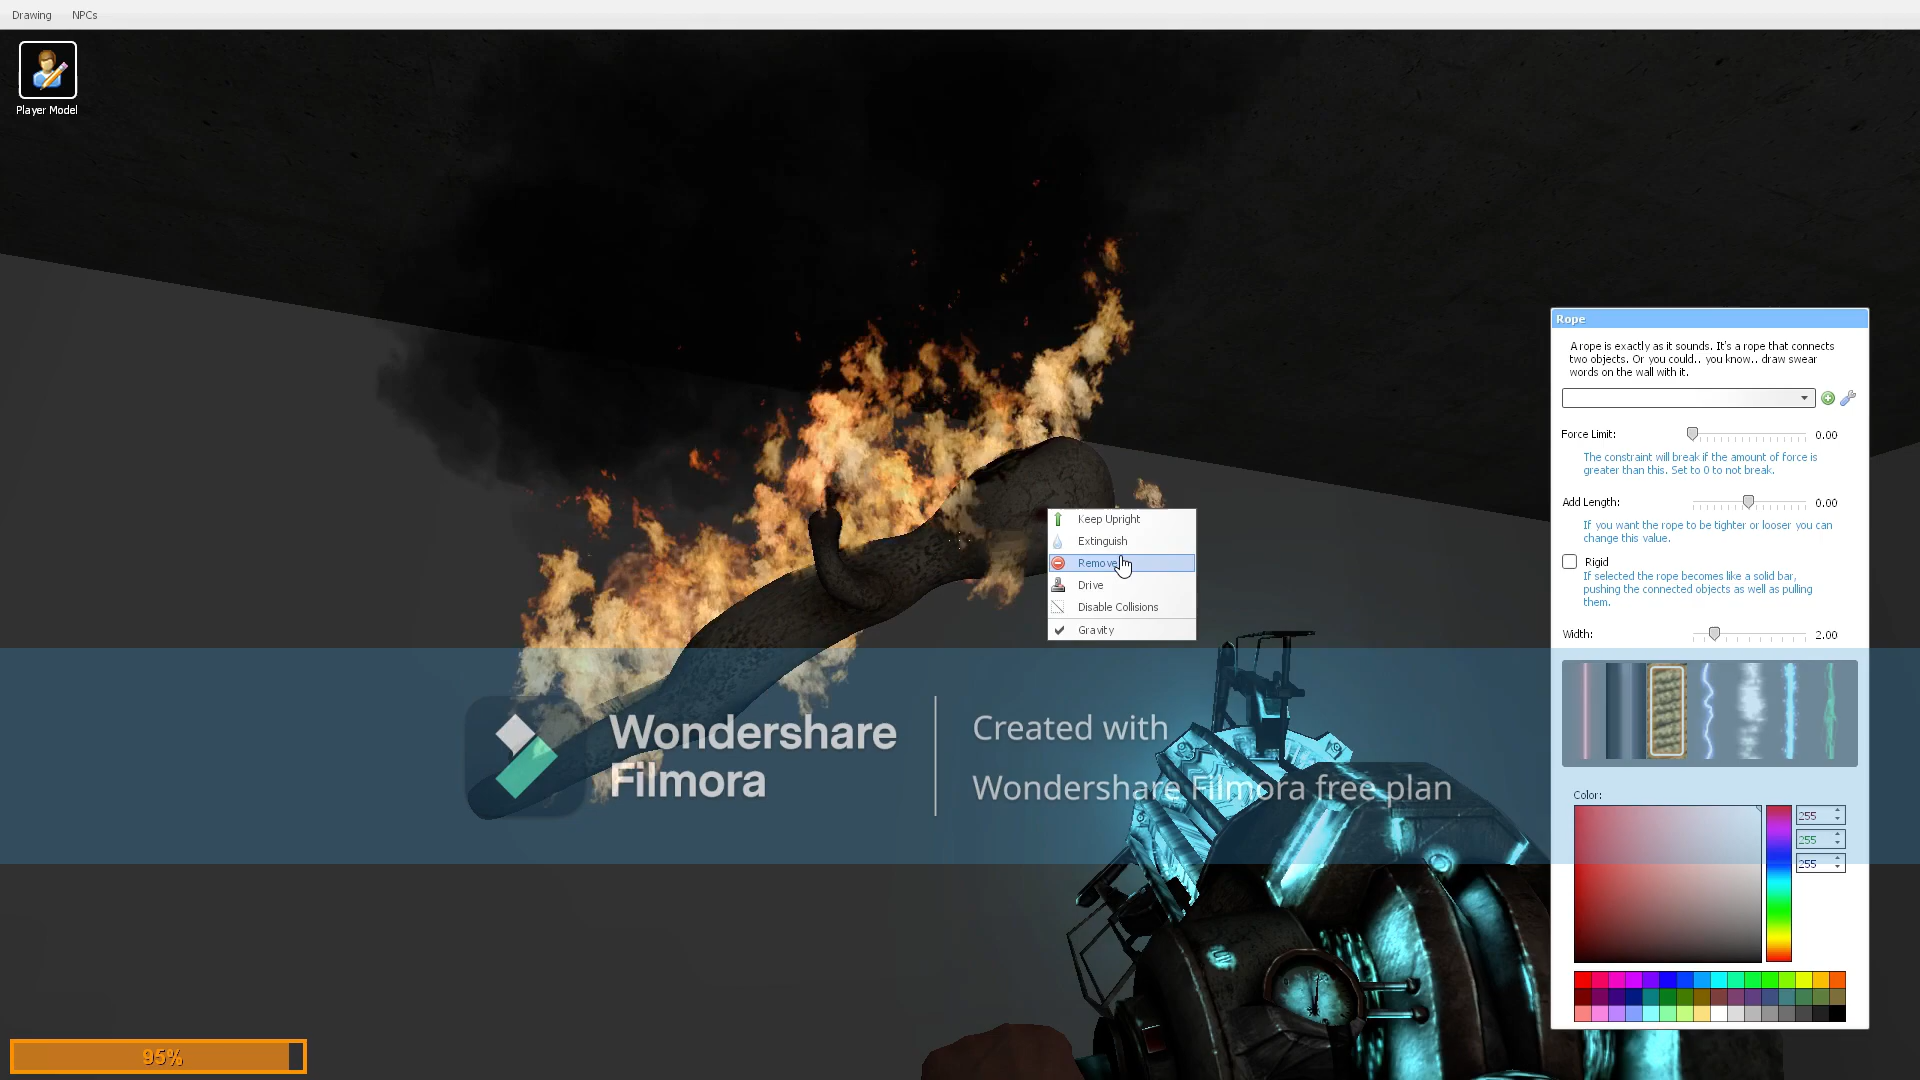 Drawing NPCs
Player Model
Keep Upright
Extinguish
Remove
Drive
Disable Collisions
Gravity
Rope
A rope is exactly as it sounds. It's a rope that connects
two objects. Or you could.. you know.. draw swear
words on the wall with it.
Force Limit: 0.00
The constraint will break if the amount of force is
greater than this. Set to 0 to not break.
Add Length: 0.00
If you want the rope to be tighter or looser you can
change this value.
Rigid
If selected the rope becomes like a solid bar,
pushing the connected objects as well as pulling
them.
Width: 2.00
Color:
255
255
255
Wondershare
Filmora
Created with
Wondershare Filmora free plan
95%